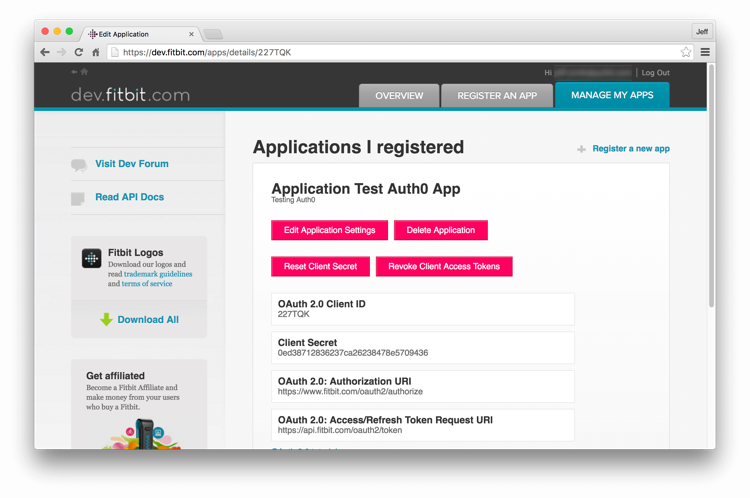 Edit Application
Jeff
https://dev.fitbit.com/apps/details/227TQK
Hi
| Log Out
dev.fitbit.com
OVERVIEW
REGISTER AN APP
MANAGE MY APPS
Visit Dev Forum
Read API Docs
Fitbit Logos
Download our logos and
read trademark guidelines
and terms of service
Download All
Get affiliated
Become a Fitbit Affiliate and
make money from your users
who buy a Fitbit.
Applications I registered
Register a new app
Application Test Auth0 App
Testing Auth0
Edit Application Settings
Delete Application
Reset Client Secret
Revoke Client Access Tokens
OAuth 2.0 Client ID
227TQK
Client Secret
0ed38712836237ca26238478e5709436
OAuth 2.0: Authorization URI
https://www.fitbit.com/oauth2/authorize
OAuth 2.0: Access/Refresh Token Request URI
https://api.fitbit.com/oauth2/token